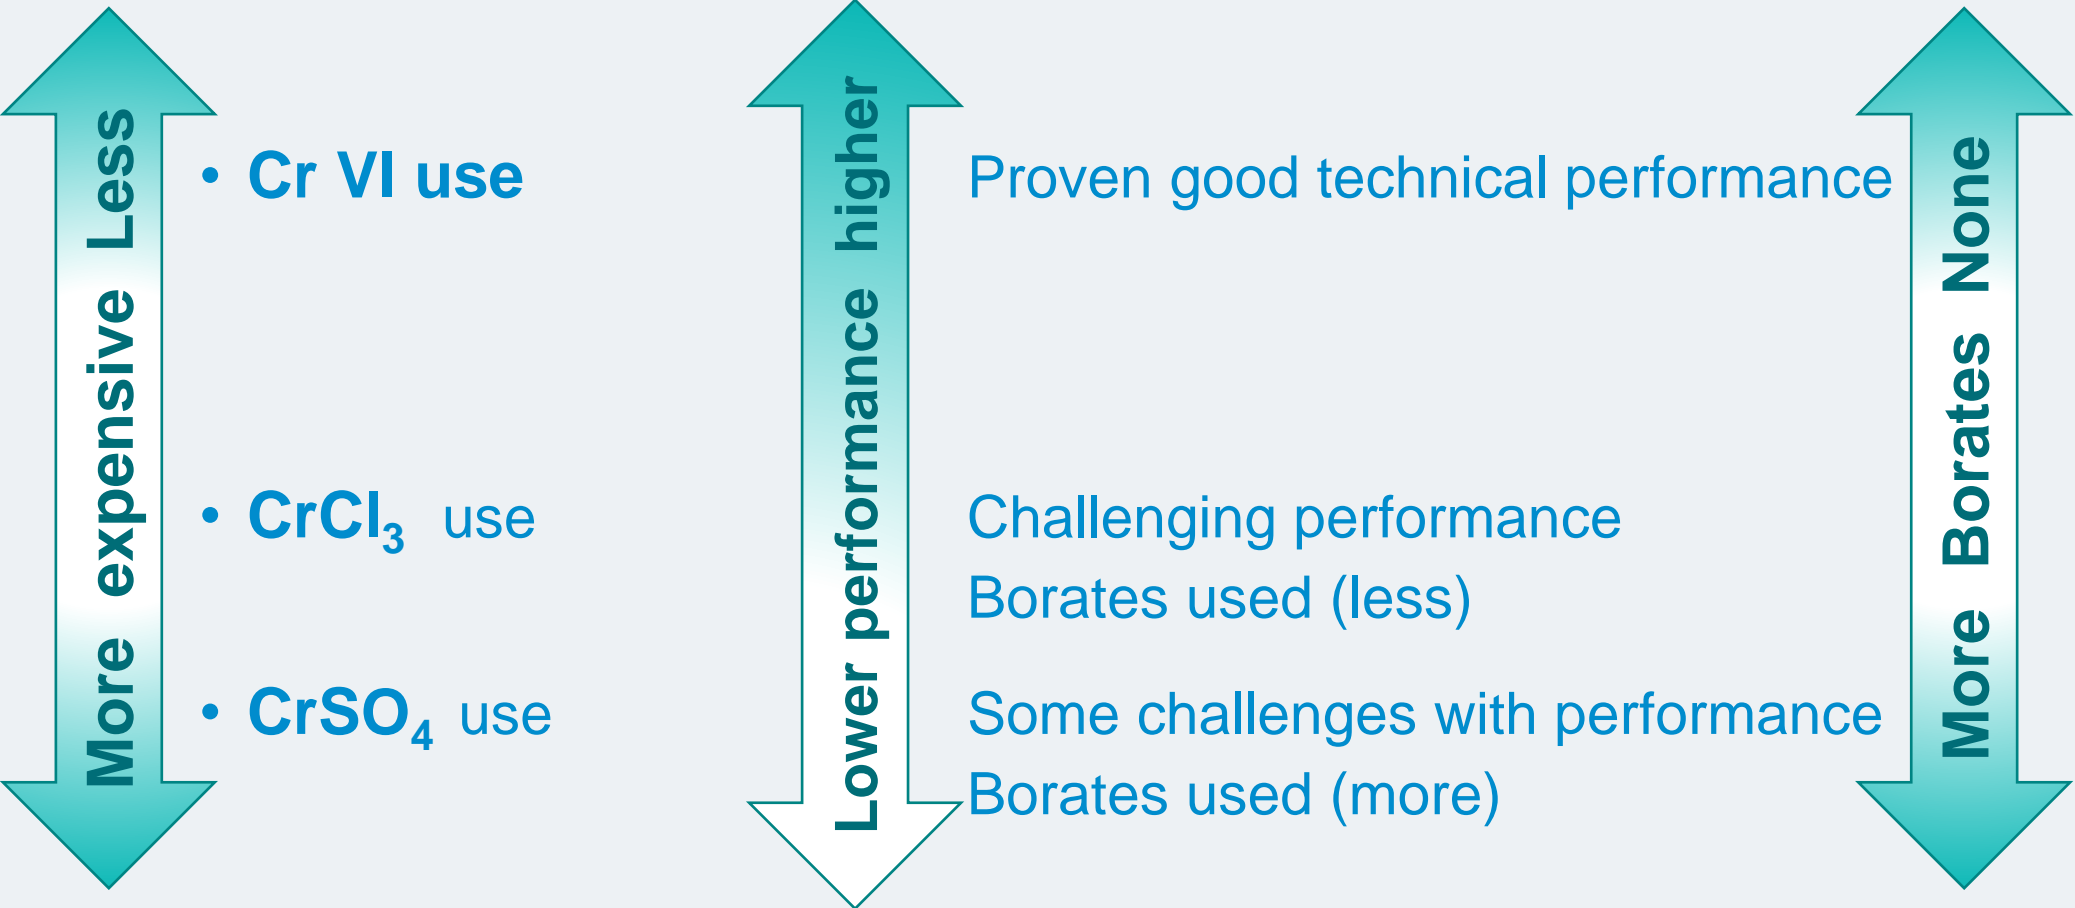 More expensive Less
• Cr VI use
Lower performance higher
Proven good technical performance
More Borates None
• CrCl₃ use
Challenging performance
Borates used (less)
• CrSO₄ use
Some challenges with performance
Borates used (more)